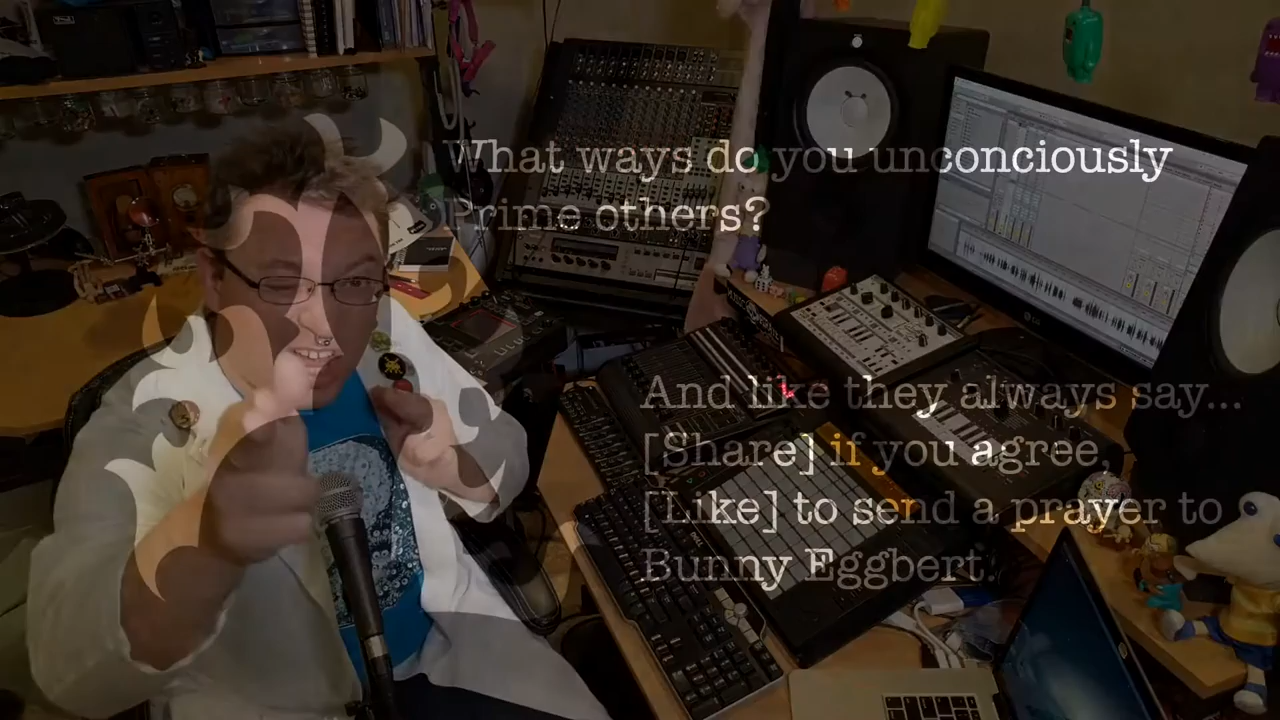 What ways do you unconciously
Prime others?
And like they always say...
[Share] if you agree,
[Like] to send a prayer to
Bunny Eggbert.